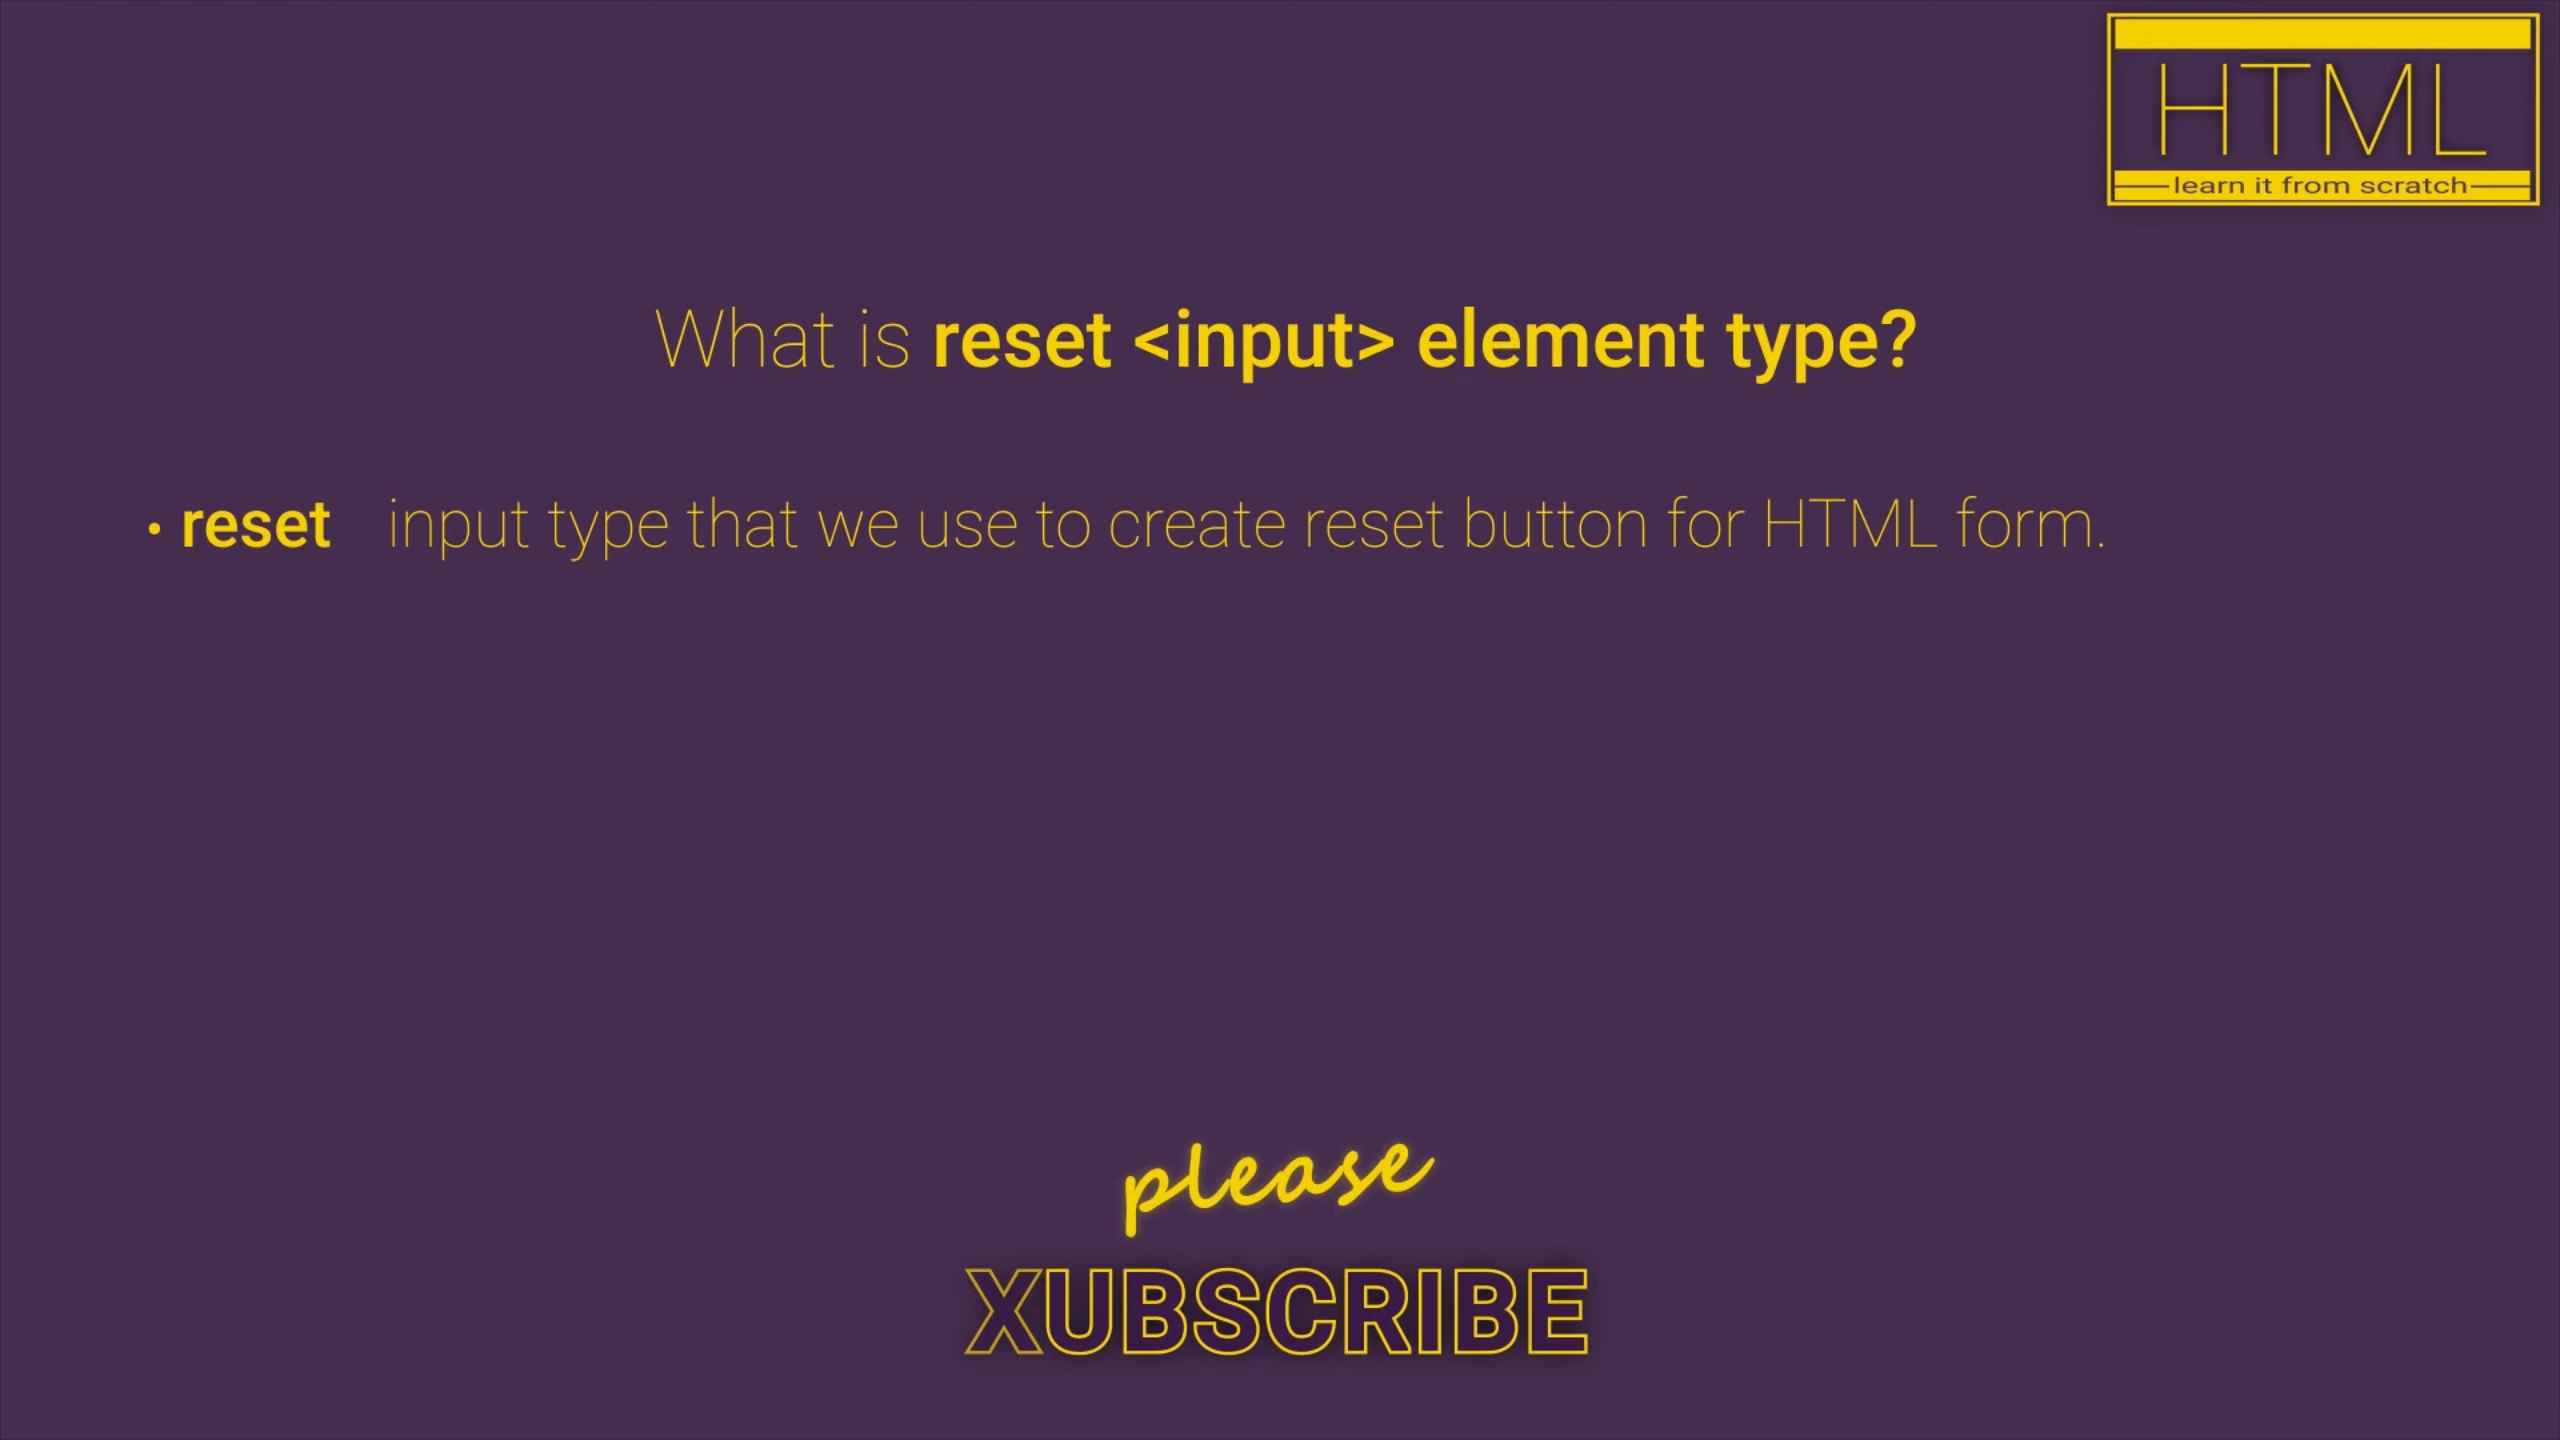 HTML
learn it from scratch
What is reset <input> element type?
• reset input type that we use to create reset button for HTML form.
please
XUBSCRIBE